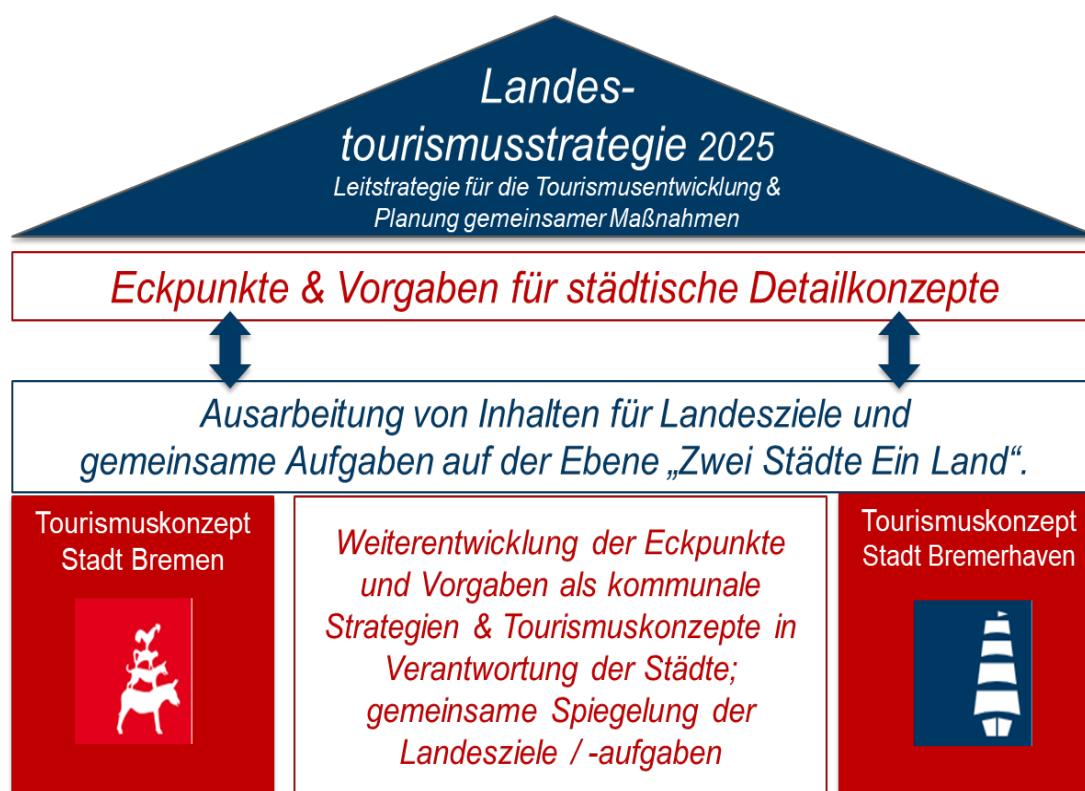 Landes-
tourismusstrategie 2025
Leitstrategie für die Tourismusentwicklung &
Planung gemeinsamer Maßnahmen
Eckpunkte & Vorgaben für städtische Detailkonzepte
Ausarbeitung von Inhalten für Landesziele und
gemeinsame Aufgaben auf der Ebene „Zwei Städte Ein Land“.
Tourismuskonzept
Stadt Bremen
Weiterentwicklung der Eckpunkte
und Vorgaben als kommunale
Strategien & Tourismuskonzepte in
Verantwortung der Städte;
gemeinsame Spiegelung der
Landesziele / -aufgaben
Tourismuskonzept
Stadt Bremerhaven